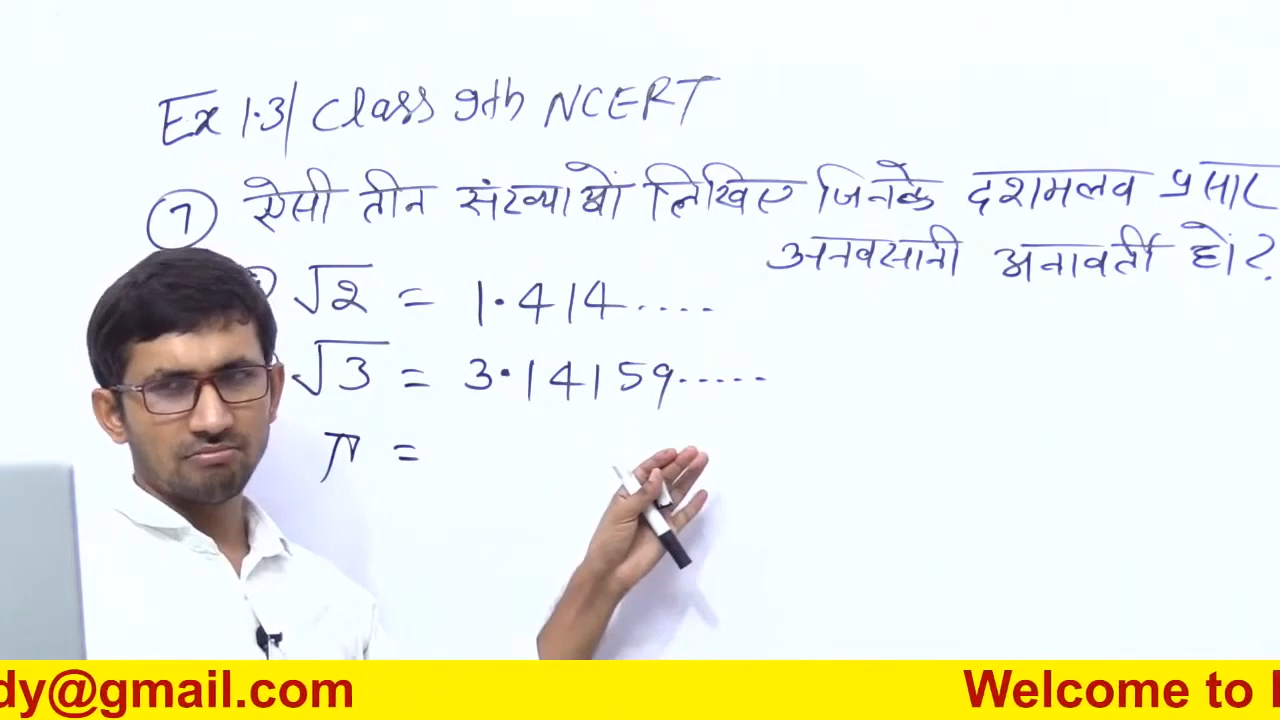 Ex 1.3| Class 9th NCERT
7 ऐसी तीन संख्याओं लिखिए जिनके दशमलव प्रसार
अनवसानी अनावर्ती हों?
√2 = 1.414....
√3 = 3.14159.....
π =
dy@gmail.com Welcome to